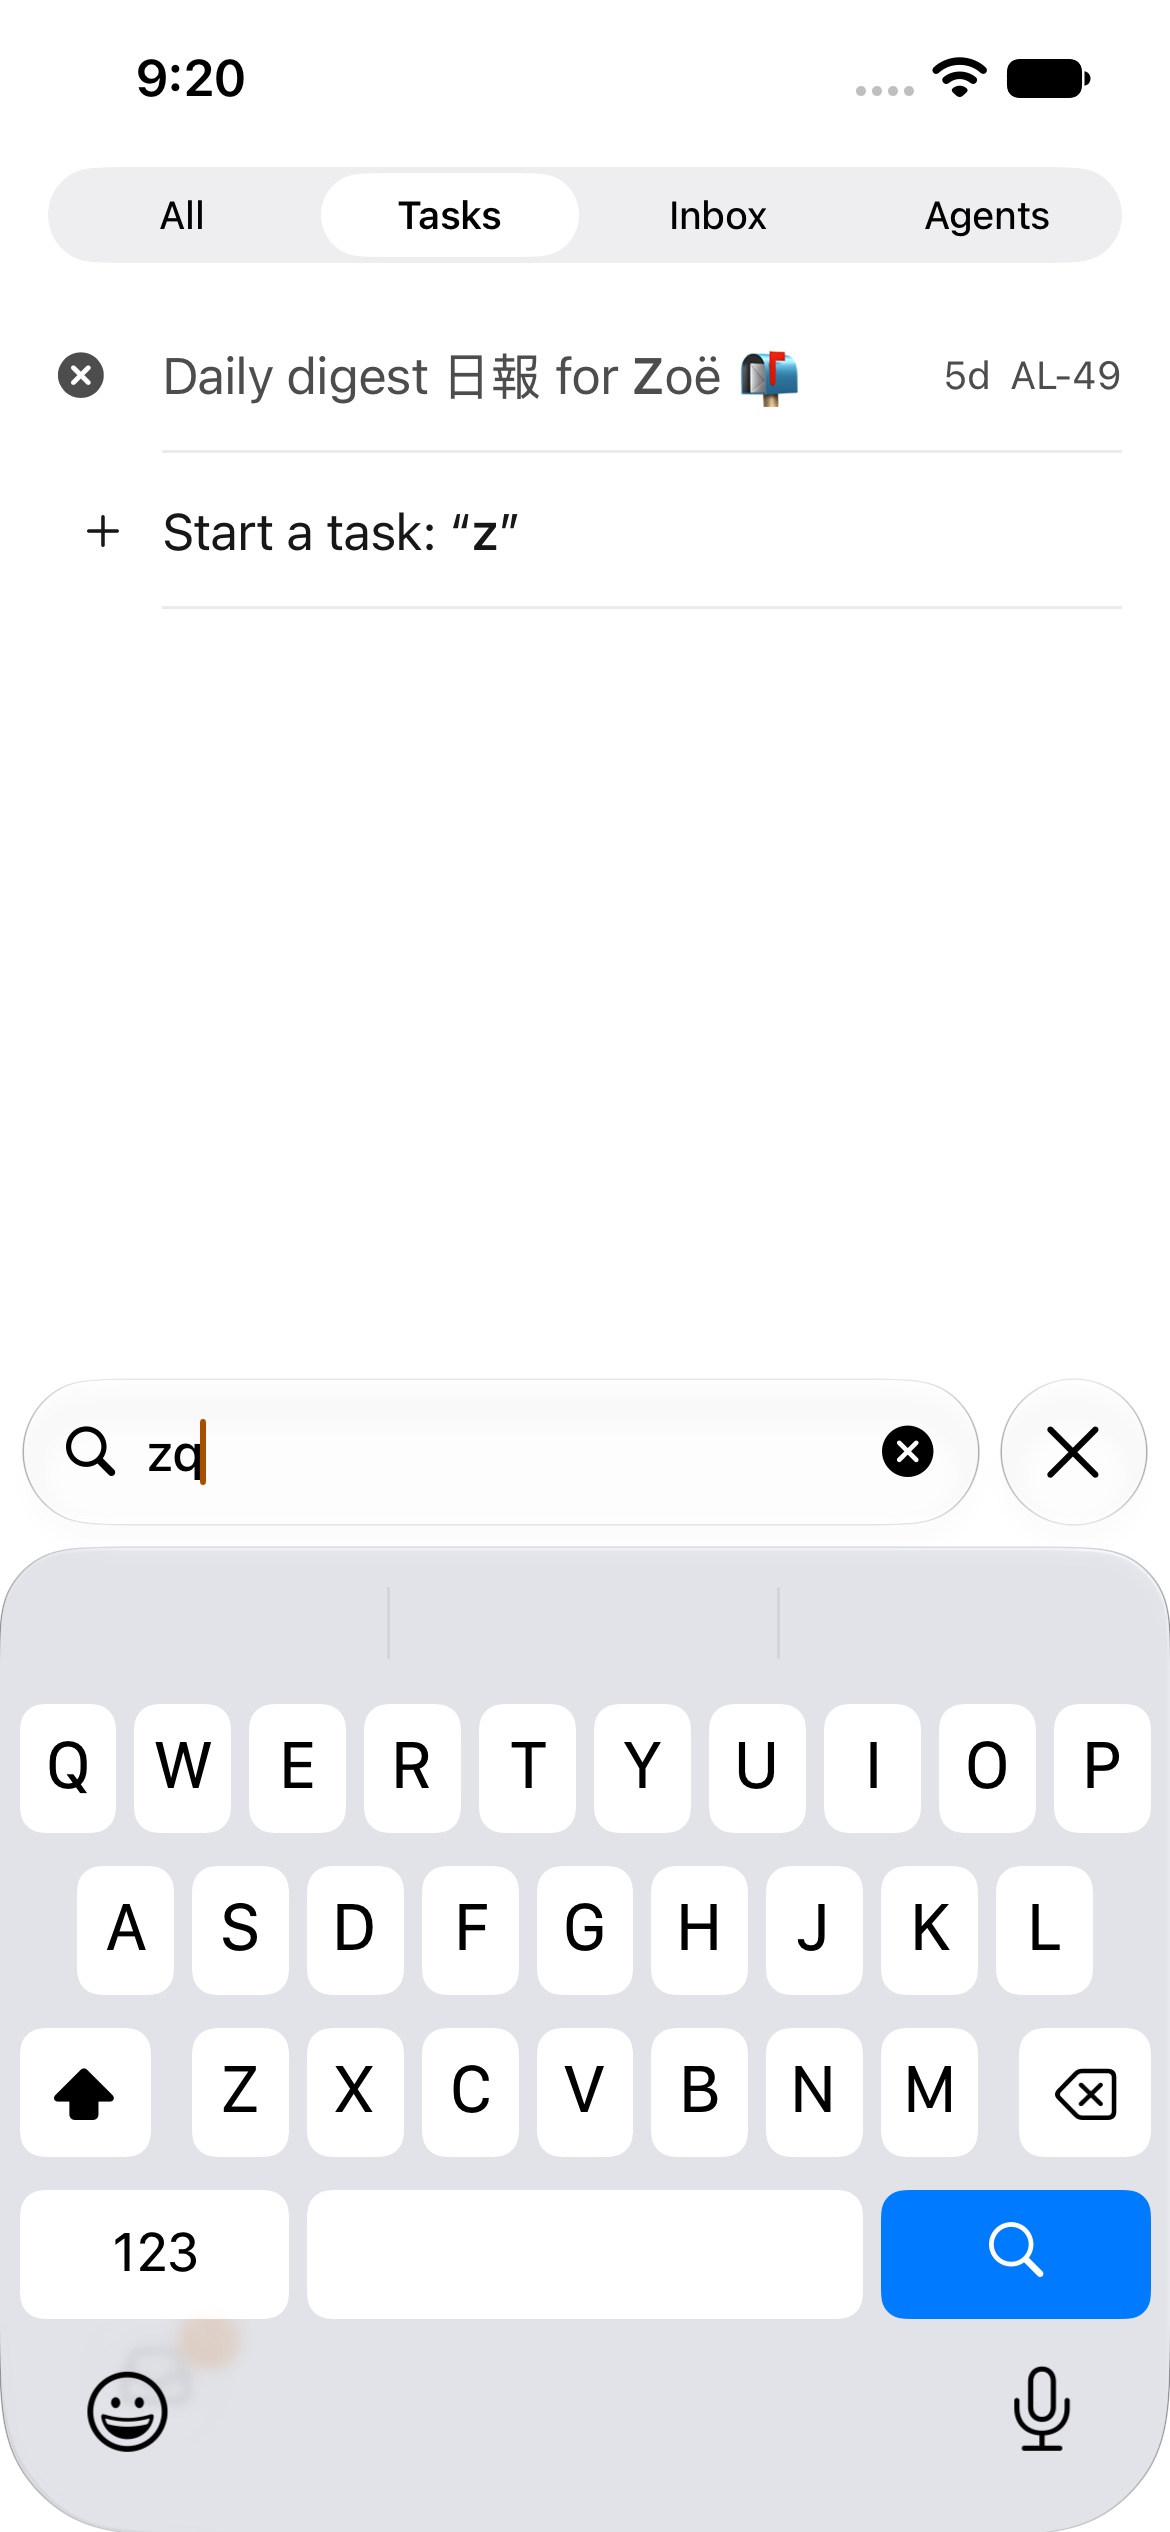 9:20
All Tasks Inbox Agents
Daily digest 日報 for Zoë 📬 5d AL-49
Start a task: “z”
zq
Q W E R T Y U I O P
A S D F G H J K L
Z X C V B N M
123